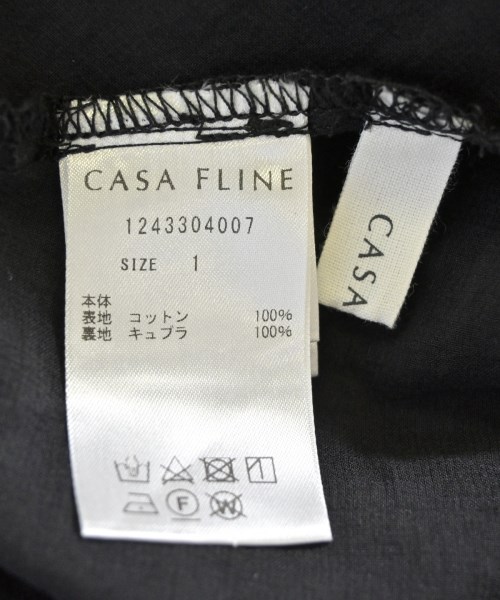 CASA FLINE
1243304007
SIZE 1
本体
表地 コットン 100%
裏地 キュプラ 100%
F
W
CASA